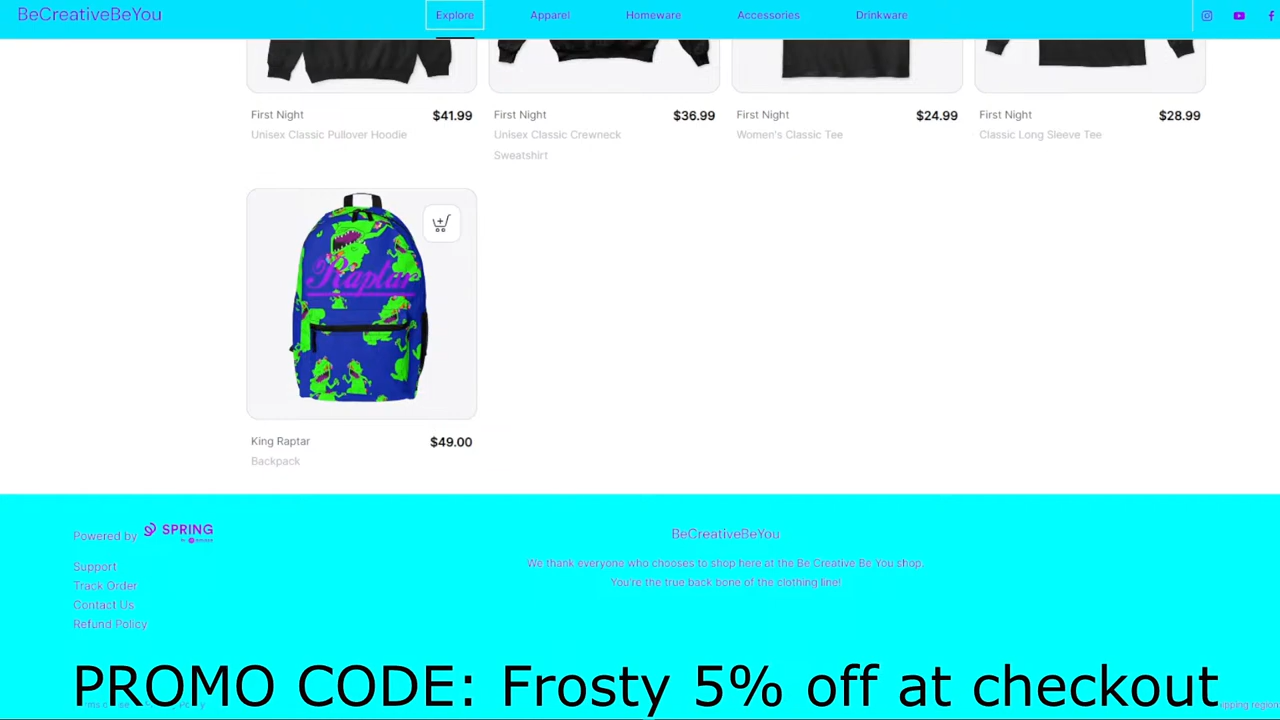 BeCreativeBeYou
Explore
Apparel
Homeware
Accessories
Drinkware
First Night $41.99
Unisex Classic Pullover Hoodie
First Night $36.99
Unisex Classic Crewneck
Sweatshirt
First Night $24.99
Women's Classic Tee
First Night $28.99
Classic Long Sleeve Tee
Raptar
King Raptar $49.00
Backpack
Powered by SPRING
Support
Track Order
Contact Us
Refund Policy
BeCreativeBeYou
We thank everyone who chooses to shop here at the Be Creative Be You shop.
You're the true back bone of the clothing line!
PROMO CODE: Frosty 5% off at checkout